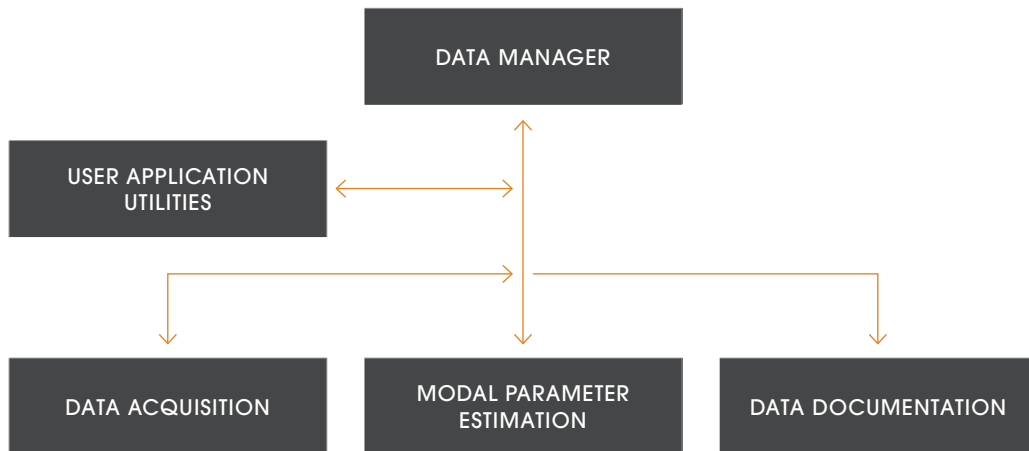 DATA MANAGER
USER APPLICATION
UTILITIES
DATA ACQUISITION
MODAL PARAMETER
ESTIMATION
DATA DOCUMENTATION